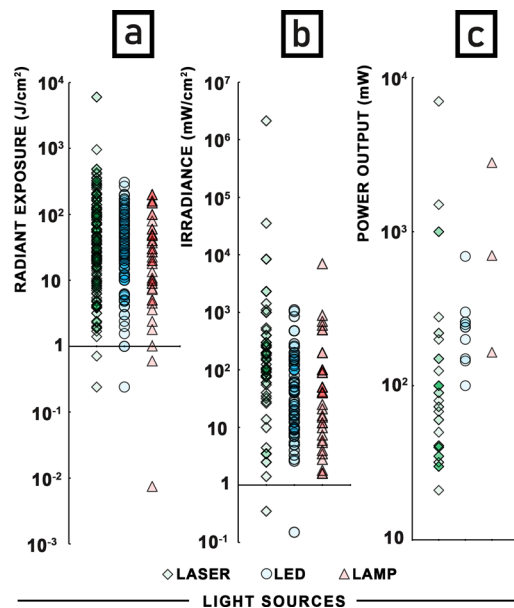 a
b
c
RADIANT EXPOSURE (J/cm²)
10⁴
10³
10²
10
1
10⁻¹
10⁻²
10⁻³
IRRADIANCE (mW/cm²)
10⁷
10⁶
10⁵
10⁴
10³
10²
10
1
10⁻¹
POWER OUTPUT (mW)
10⁴
10³
10²
10
LASER LED LAMP
LIGHT SOURCES